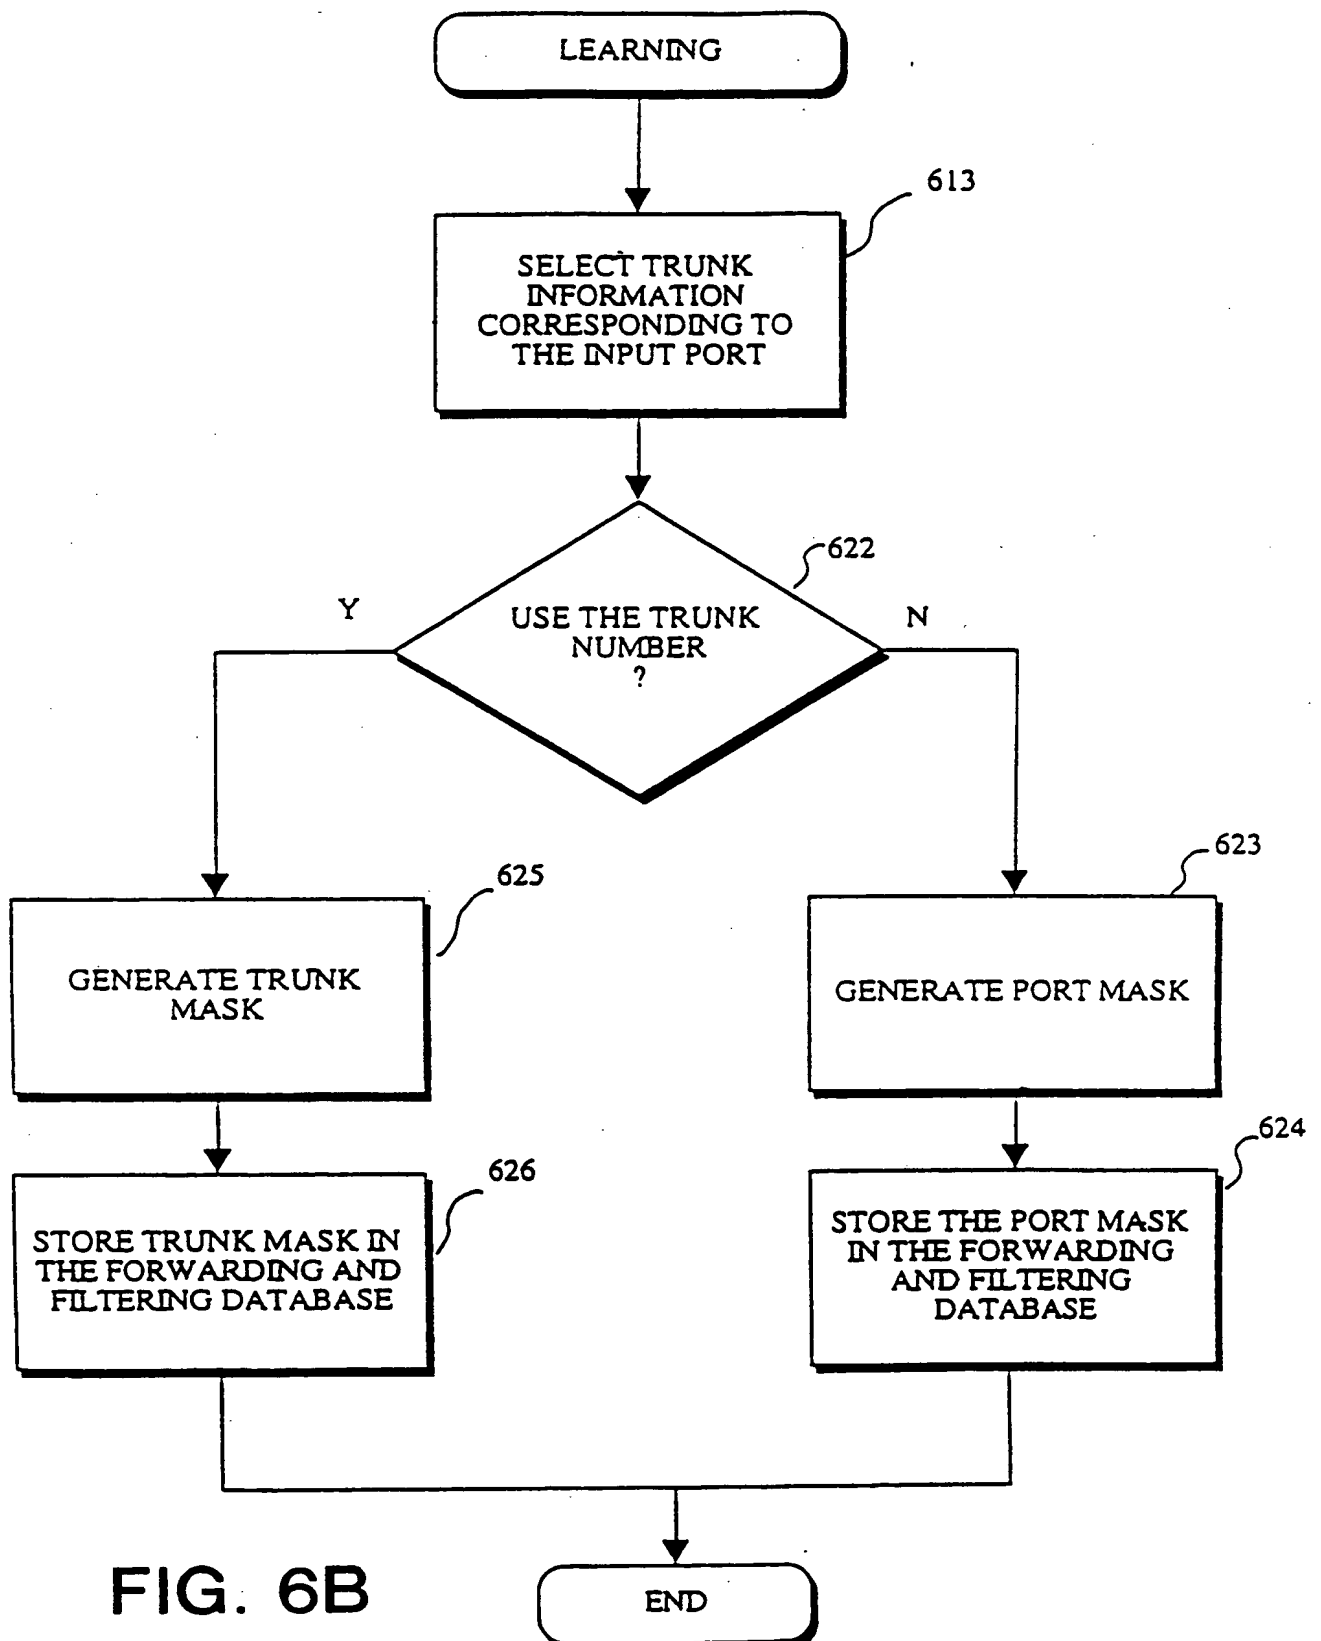 LEARNING
613
SELECT TRUNK
INFORMATION
CORRESPONDING TO
THE INPUT PORT
622
Y
USE THE TRUNK
NUMBER
?
N
625
GENERATE TRUNK
MASK
623
GENERATE PORT MASK
626
STORE TRUNK MASK IN
THE FORWARDING AND
FILTERING DATABASE
624
STORE THE PORT MASK
IN THE FORWARDING
AND FILTERING
DATABASE
FIG. 6B
END